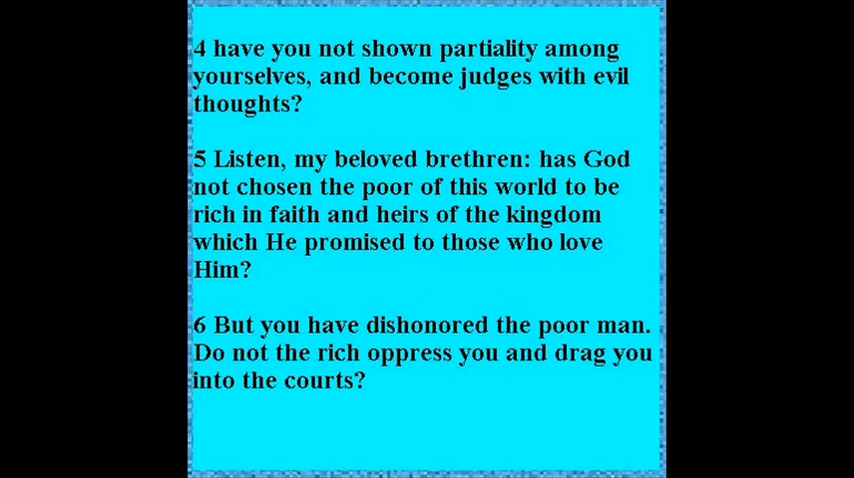 4 have you not shown partiality among
yourselves, and become judges with evil
thoughts?
5 Listen, my beloved brethren: has God
not chosen the poor of this world to be
rich in faith and heirs of the kingdom
which He promised to those who love
Him?
6 But you have dishonored the poor man.
Do not the rich oppress you and drag you
into the courts?